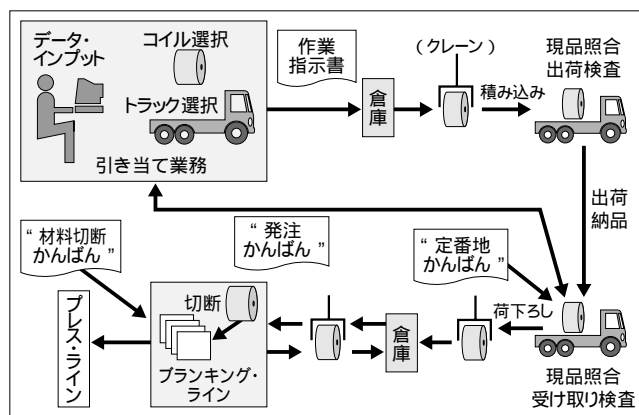 データ・
インプット
コイル選択
トラック選択
引き当て業務
作業
指示書
倉庫
(クレーン)
積み込み
現品照合
出荷検査
出荷
納品
“材料切断
かんばん”
“発注
かんばん”
“定番地
かんばん”
プレス・ライン
切断
ブランキング・
ライン
倉庫
荷下ろし
現品照合
受け取り検査